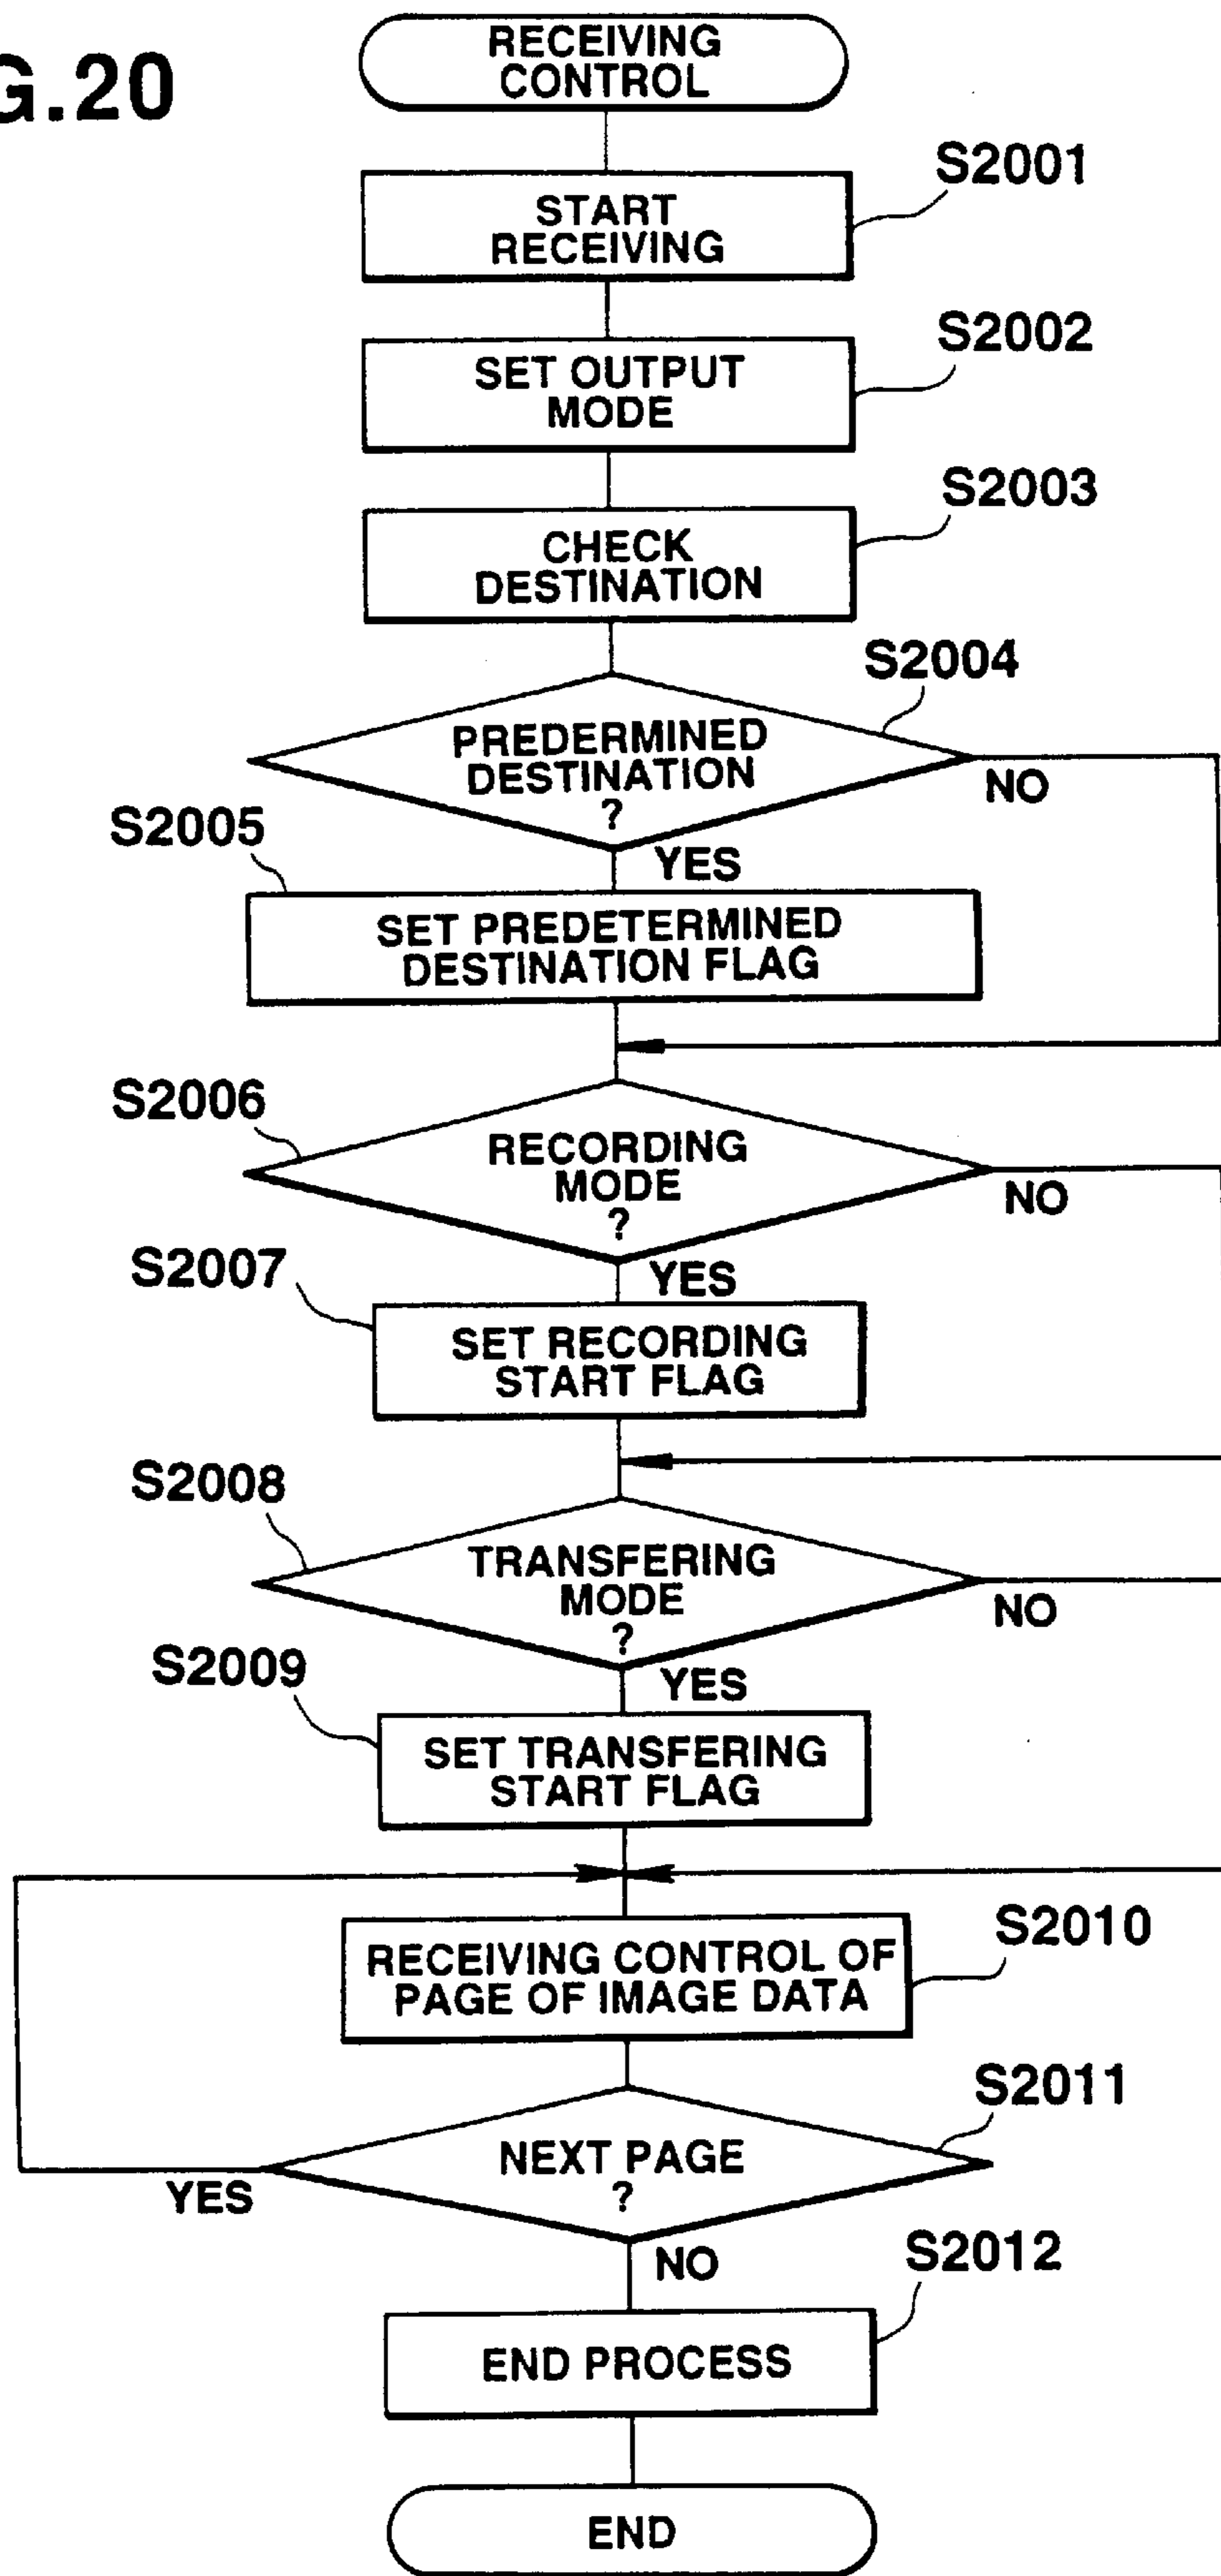 G.20
RECEIVING
CONTROL
S2001
START
RECEIVING
S2002
SET OUTPUT
MODE
S2003
CHECK
DESTINATION
S2004
PREDERMINED
DESTINATION
?
NO
YES
S2005
SET PREDETERMINED
DESTINATION FLAG
S2006
RECORDING
MODE
?
NO
YES
S2007
SET RECORDING
START FLAG
S2008
TRANSFERING
MODE
?
NO
YES
S2009
SET TRANSFERING
START FLAG
S2010
RECEIVING CONTROL OF
PAGE OF IMAGE DATA
S2011
NEXT PAGE
?
YES
NO
S2012
END PROCESS
END